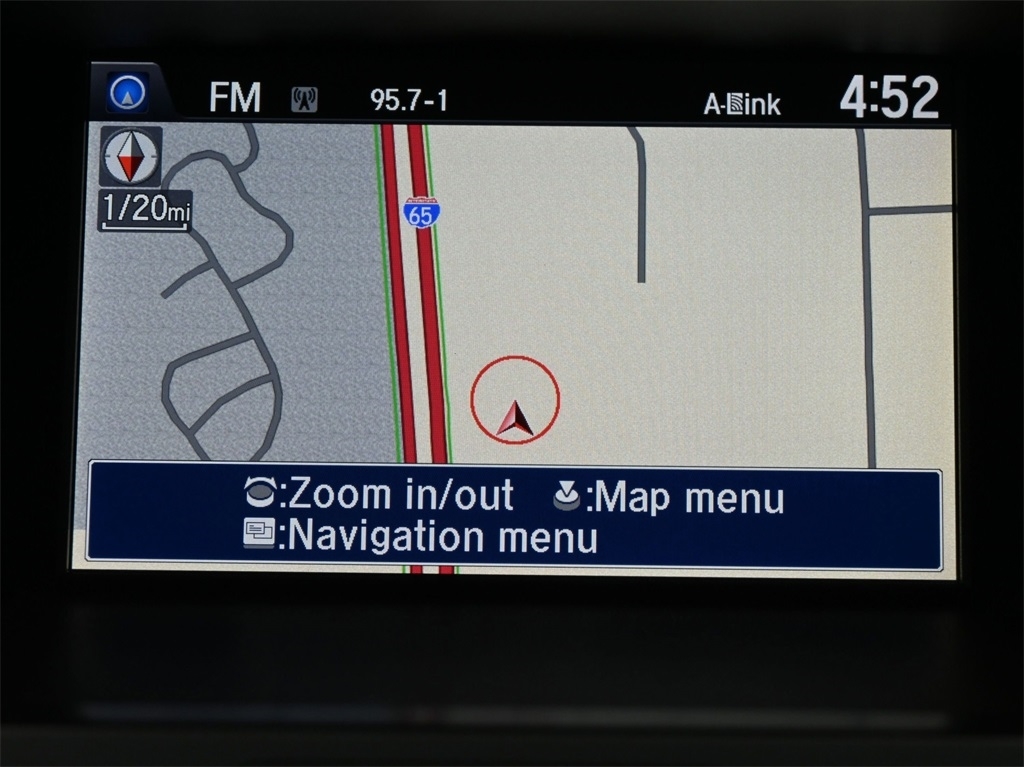 FM 95.7-1 A-Link 4:52
1/20mi
65
:Zoom in/out :Map menu
:Navigation menu